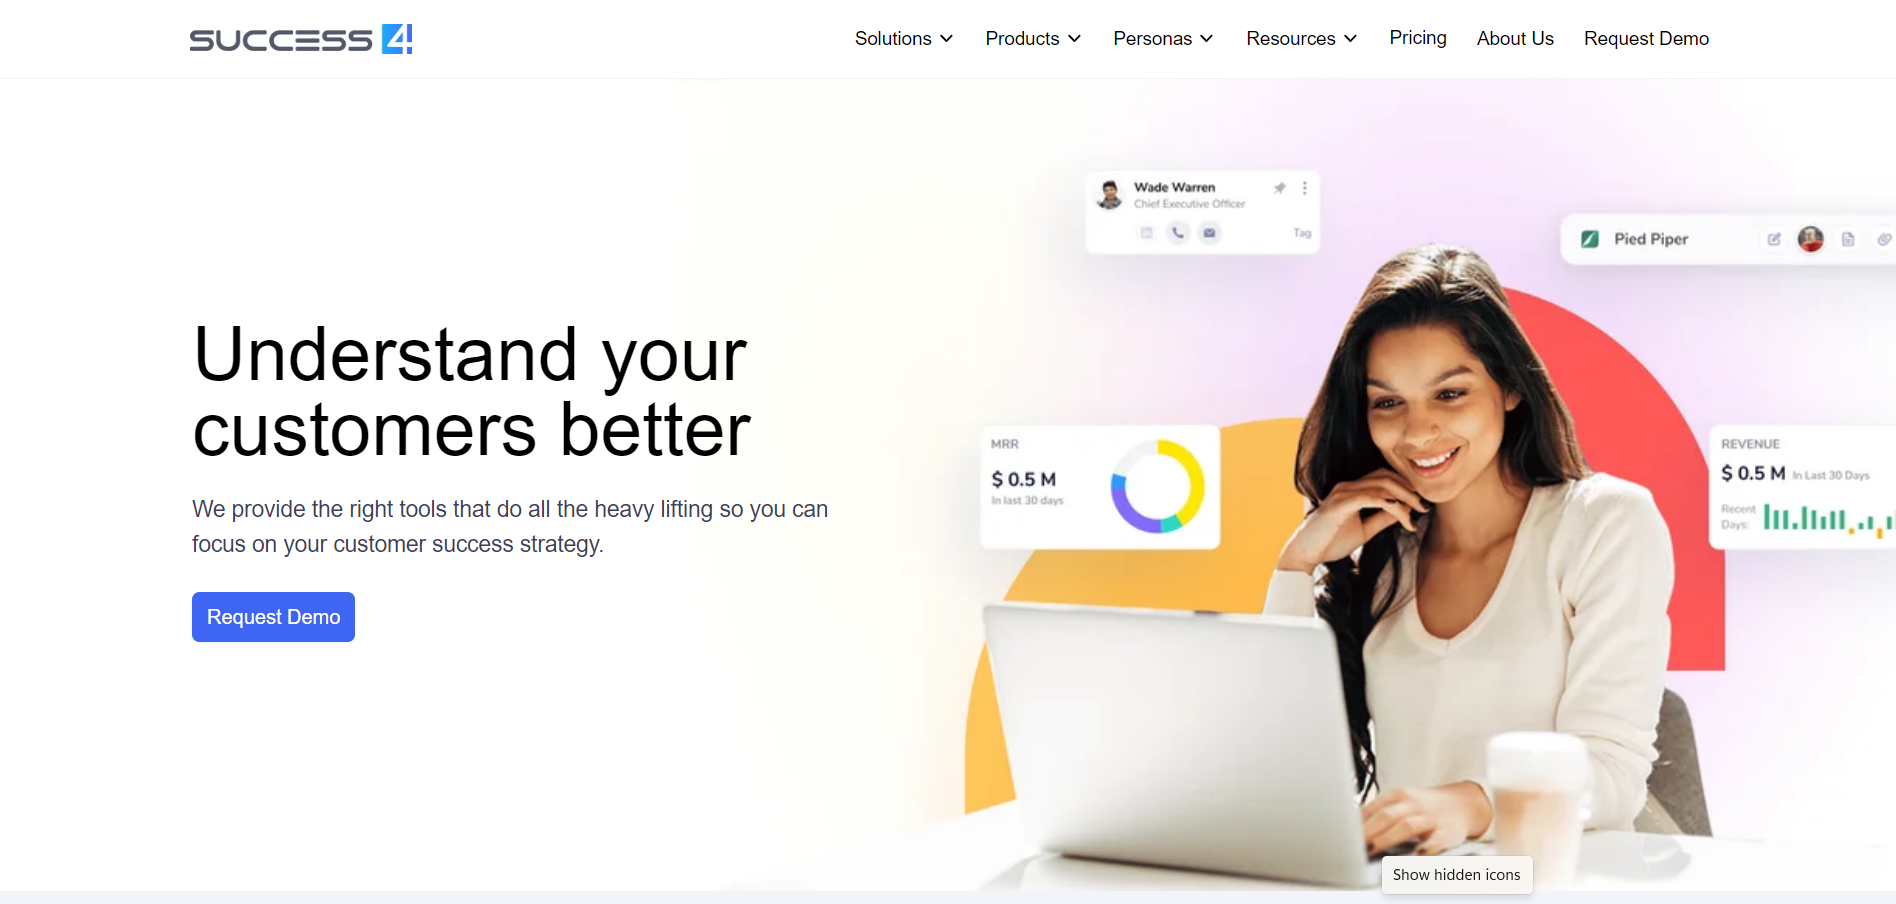 SUCCESS 4!
Solutions
Products
Personas
Resources
Pricing
About Us
Request Demo
Wade Warren
Chief Executive Officer
Tag
Pied Piper
Understand your
customers better
We provide the right tools that do all the heavy lifting so you can
focus on your customer success strategy.
Request Demo
MRR
$ 0.5 M
In last 30 days
REVENUE
$ 0.5 M In Last 30 Days
Recent
Days:
Show hidden icons